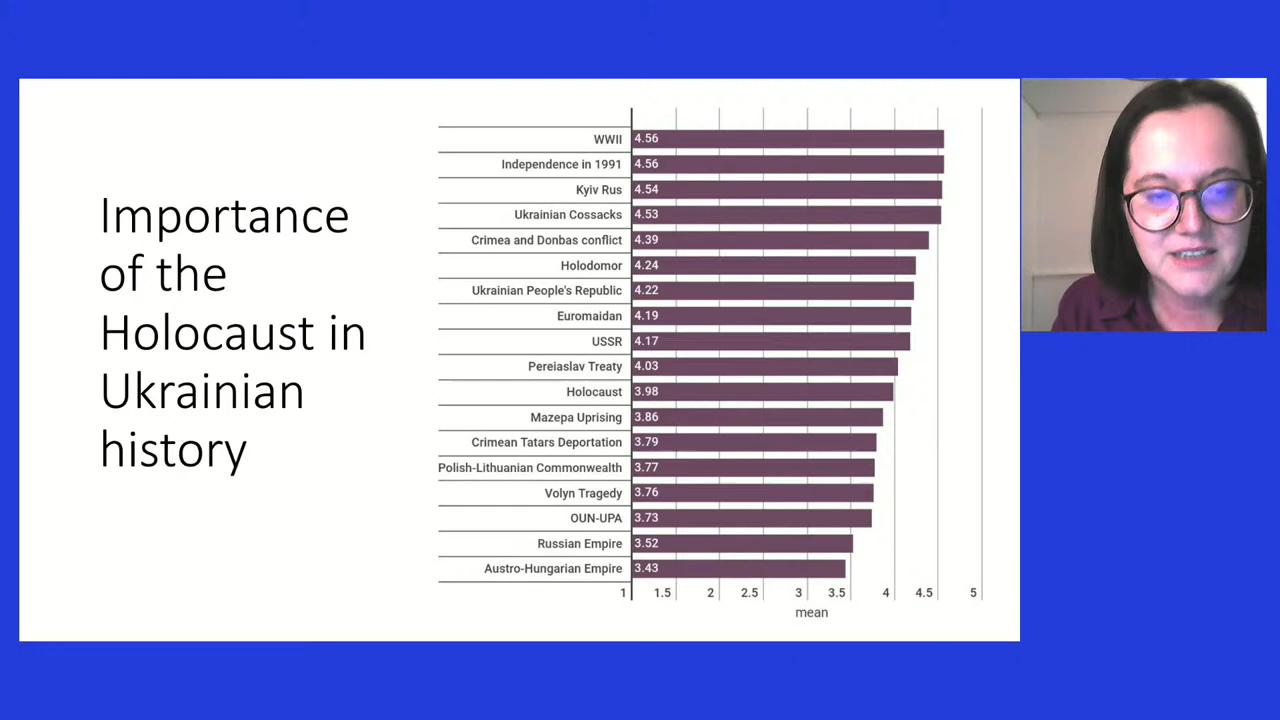 Importance
of the
Holocaust in
Ukrainian
history
WWII 4.56
Independence in 1991 4.56
Kyiv Rus 4.54
Ukrainian Cossacks 4.53
Crimea and Donbas conflict 4.39
Holodomor 4.24
Ukrainian People's Republic 4.22
Euromaidan 4.19
USSR 4.17
Pereiaslav Treaty 4.03
Holocaust 3.98
Mazepa Uprising 3.86
Crimean Tatars Deportation 3.79
Polish-Lithuanian Commonwealth 3.77
Volyn Tragedy 3.76
OUN-UPA 3.73
Russian Empire 3.52
Austro-Hungarian Empire 3.43
1 1.5 2 2.5 3 3.5 4 4.5 5
mean